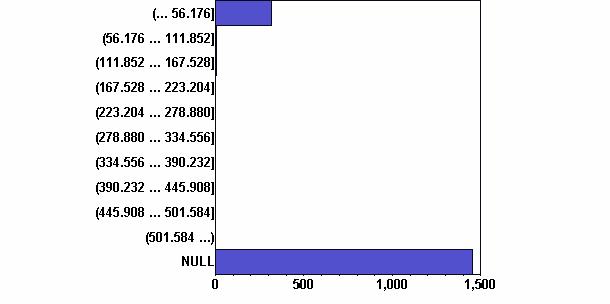 (... 56.176]
(56.176 ... 111.852]
(111.852 ... 167.528]
(167.528 ... 223.204]
(223.204 ... 278.880]
(278.880 ... 334.556]
(334.556 ... 390.232]
(390.232 ... 445.908]
(445.908 ... 501.584]
(501.584 ...)
NULL
0 500 1,000 1,500